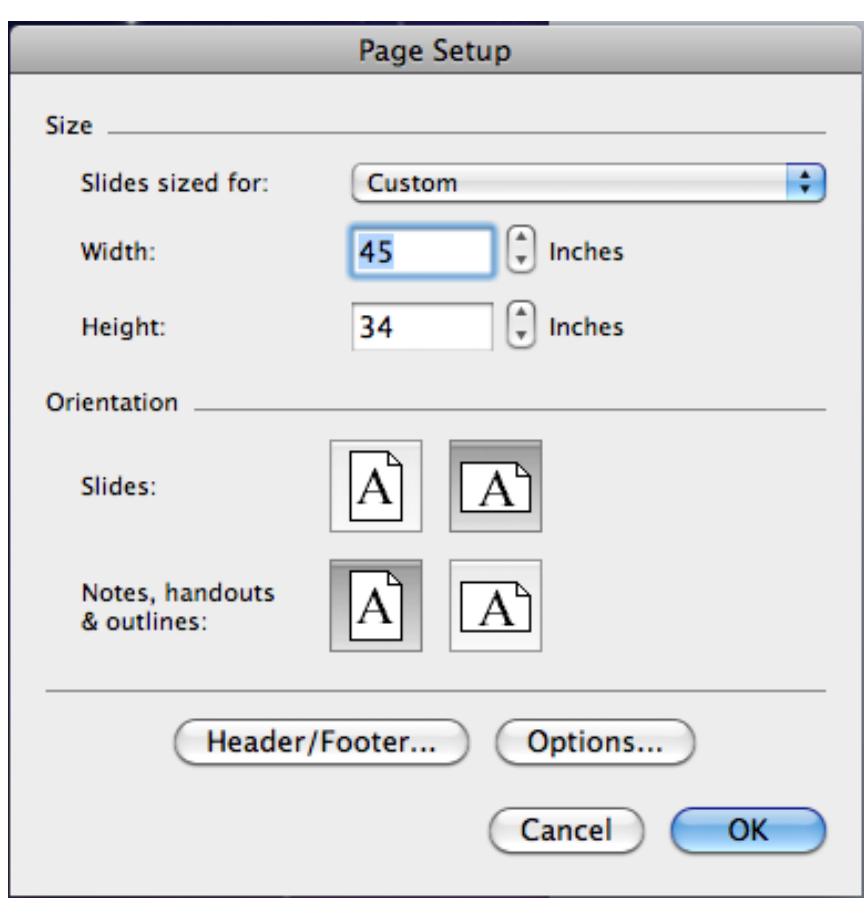 Page Setup
Size
Slides sized for: Custom
Width: 45 Inches
Height: 34 Inches
Orientation
Slides: A A
Notes, handouts
& outlines: A A
Header/Footer... Options...
Cancel OK